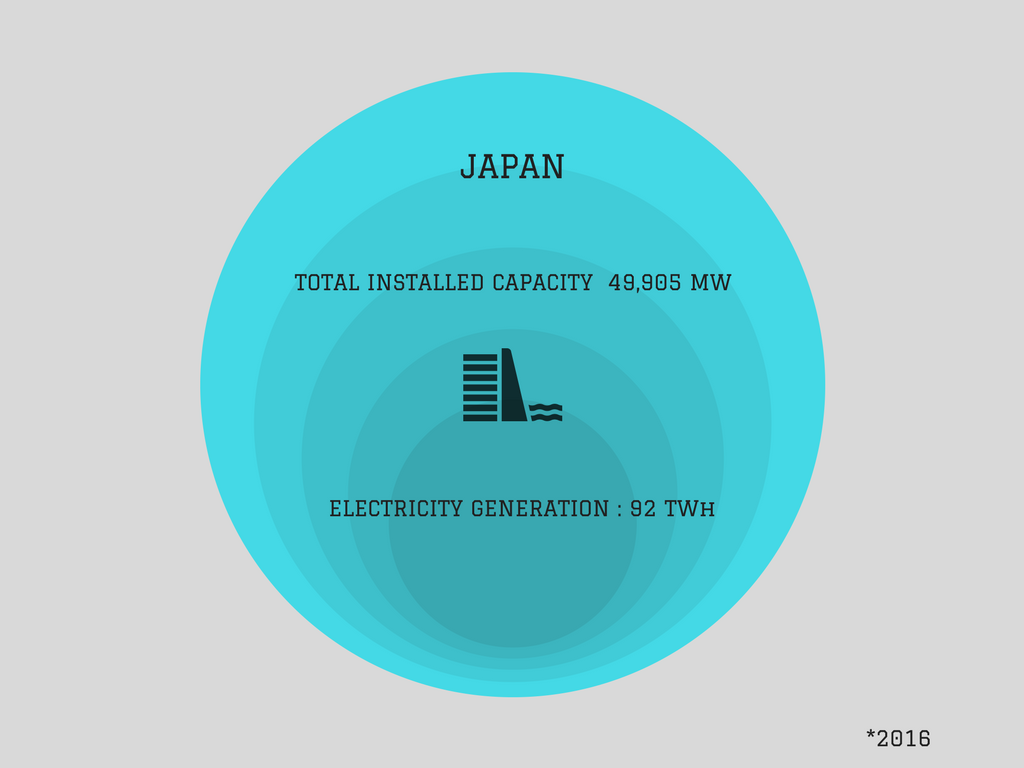 JAPAN
TOTAL INSTALLED CAPACITY 49,905 MW
ELECTRICITY GENERATION : 92 TWH
*2016